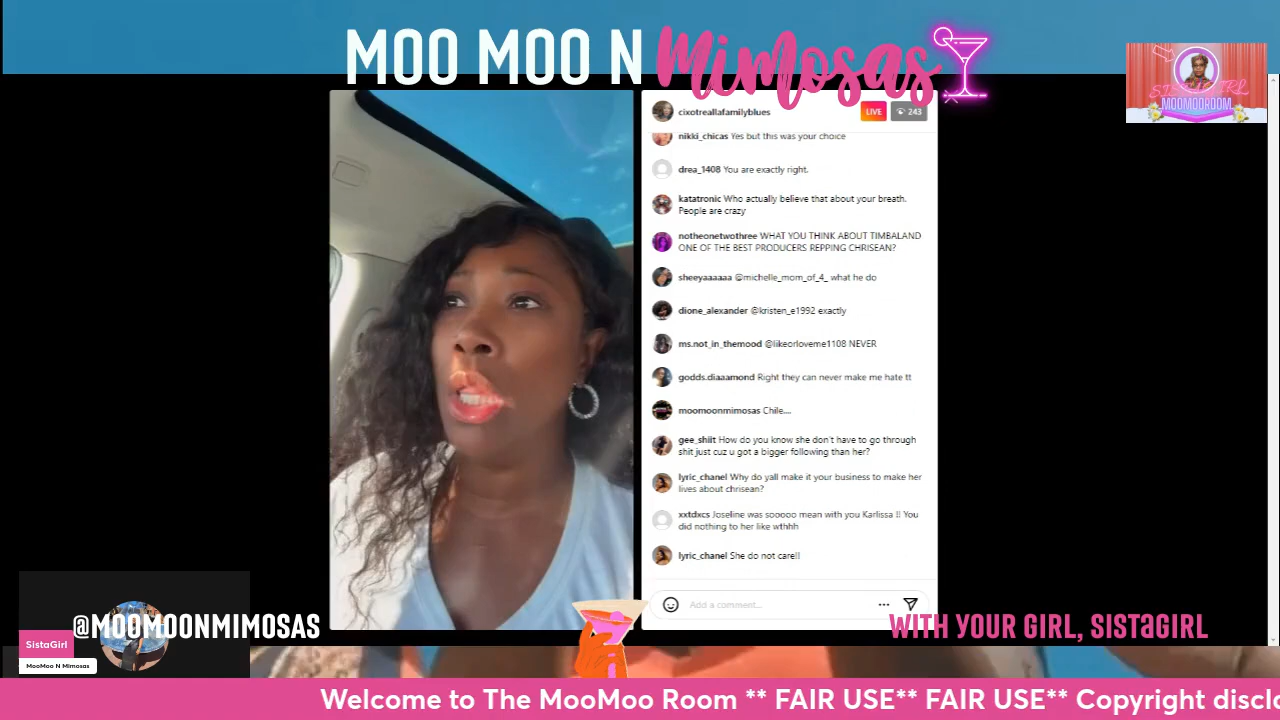 MOO MOO N Mimosas
SISTAGIRL
MOOMOOROOM
cixotreallafamilyblues
LIVE
243
nikki_chicas Yes but this was your choice
drea_1408 You are exactly right.
katatronic Who actually believe that about your breath.
People are crazy
notheonetwothree WHAT YOU THINK ABOUT TIMBALAND
ONE OF THE BEST PRODUCERS REPPING CHRISEAN?
sheeyaaaaaa @michelle_mom_of_4_ what he do
dione_alexander @kristen_e1992 exactly
ms.not_in_themood @likeorloveme1108 NEVER
godds.diaaamond Right they can never make me hate tt
moomoonmimosas Chile....
gee_shiit How do you know she don't have to go through
shit just cuz u got a bigger following than her?
lyric_chanel Why do yall make it your business to make her
lives about chrisean?
xxtdxcs Joseline was sooooo mean with you Karlissa !! You
did nothing to her like wthhh
lyric_chanel She do not care!!
Add a comment...
@MOOMOONMIMOSAS
WITH YOUR GIRL, SISTAGIRL
SistaGirl
MooMoo N Mimosas
Welcome to The MooMoo Room ** FAIR USE** FAIR USE** Copyright discl